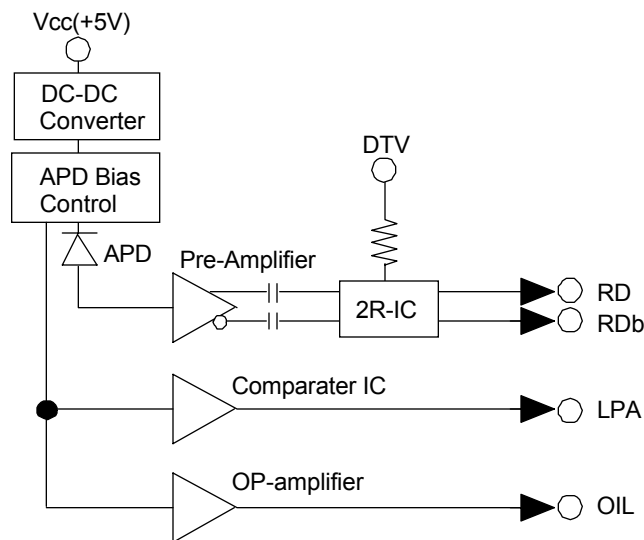 Vcc(+5V)
DC-DC
Converter
APD Bias
Control
APD
DTV
Pre-Amplifier
2R-IC
RD
RDb
Comparater IC
LPA
OP-amplifier
OIL